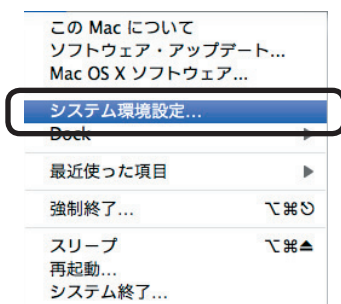 この Mac について
ソフトウェア・アップデート...
Mac OS X ソフトウェア...
システム環境設定...
Dock
最近使った項目
強制終了... ⌥⌘⎋
スリープ ⌥⌘⏏
再起動...
システム終了...